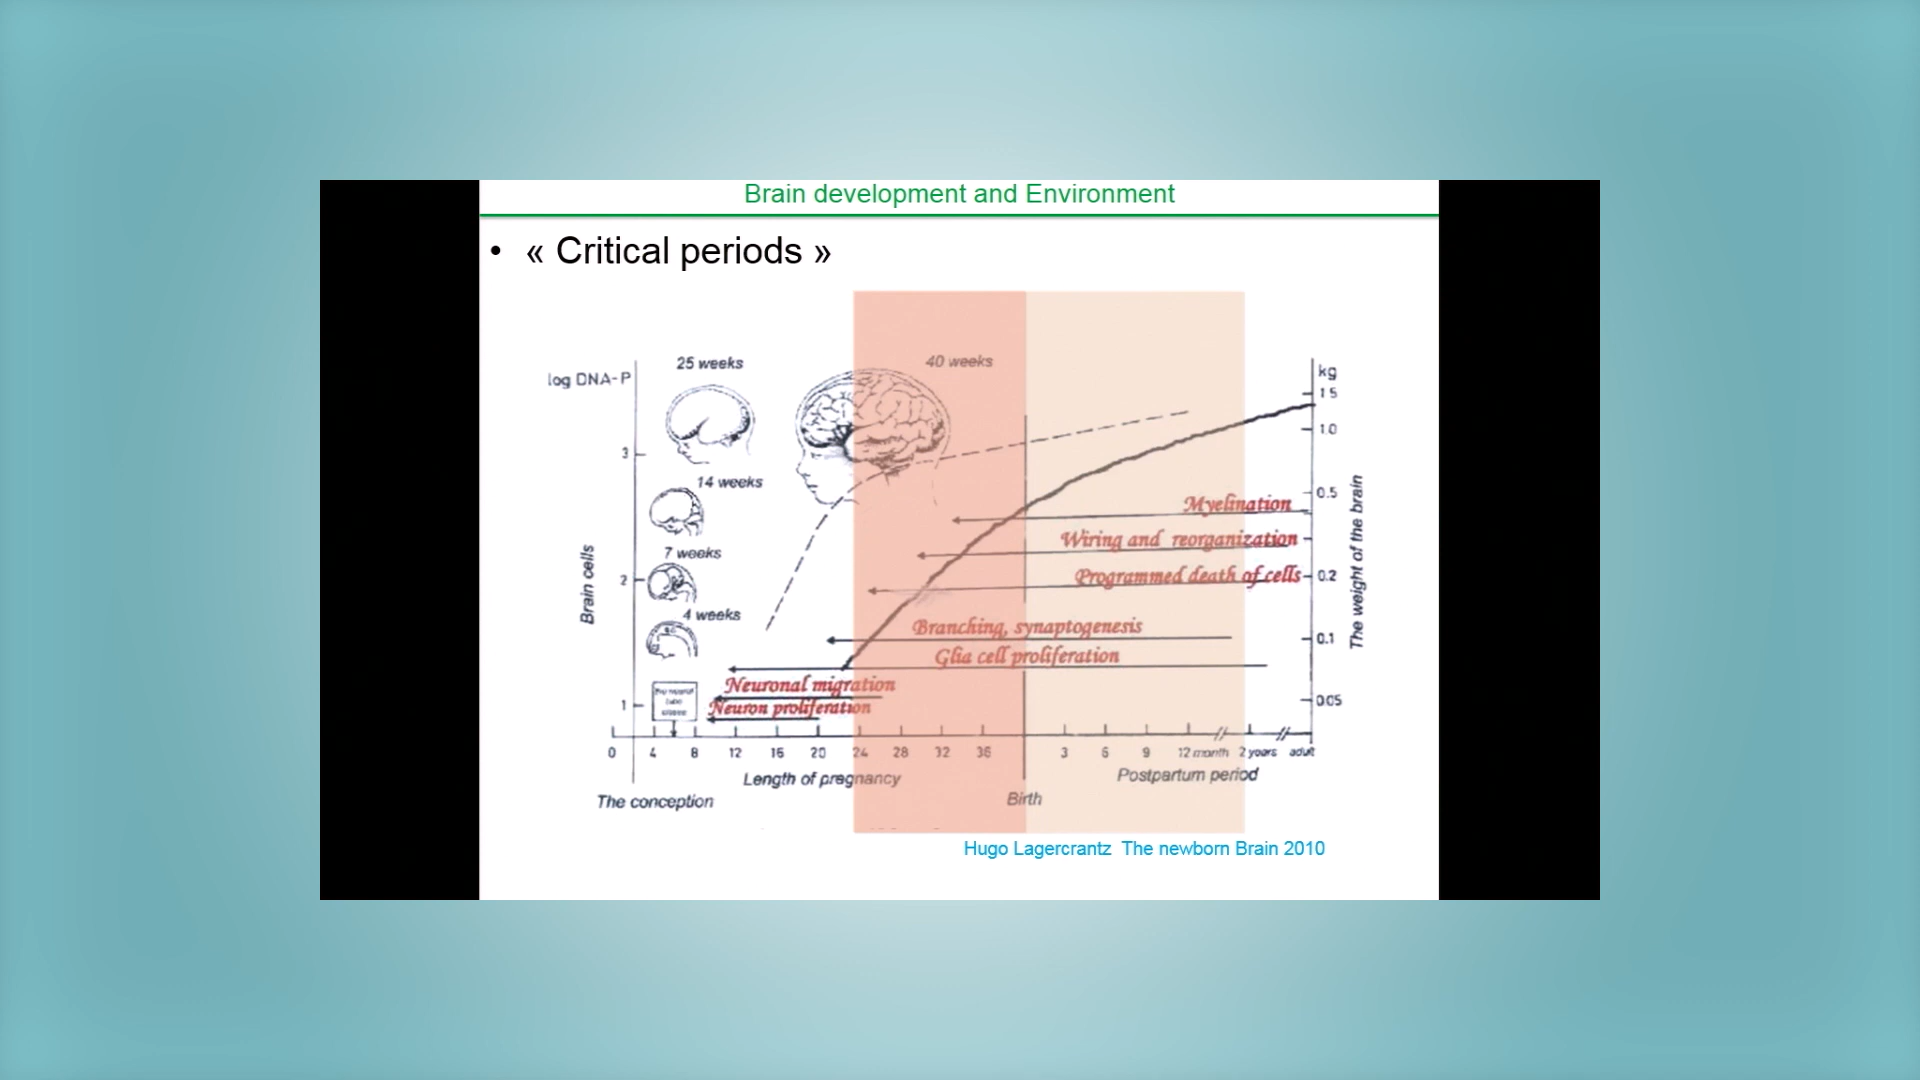 Brain development and Environment
• « Critical periods »
25 weeks
40 weeks
log DNA-P
kg
1.5
1.0
3
14 weeks
0.5
Myelination
Wiring and reorganization
7 weeks
Programmed death of cells
2
0.2
4 weeks
Branching, synaptogenesis
0.1
Glia cell proliferation
Neuronal migration
Neuron proliferation
1
0.05
Brain cells
The weight of the brain
0 4 8 12 16 20 24 28 32 36 3 6 9 12 month 2 years adult
Length of pregnancy
Postpartum period
The conception
Birth
Hugo Lagercrantz The newborn Brain 2010